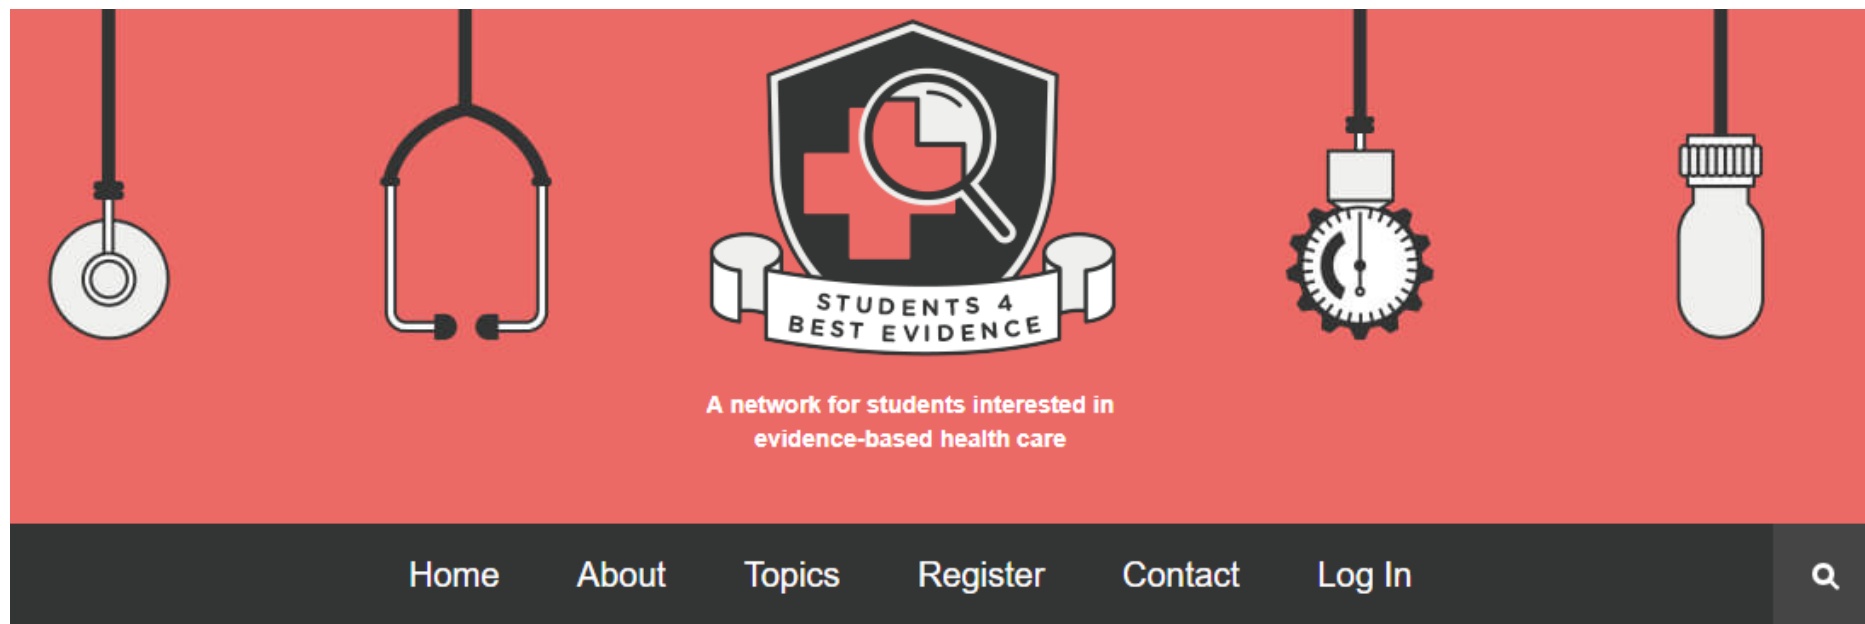 STUDENTS 4
BEST EVIDENCE
A network for students interested in
evidence-based health care
Home About Topics Register Contact Log In